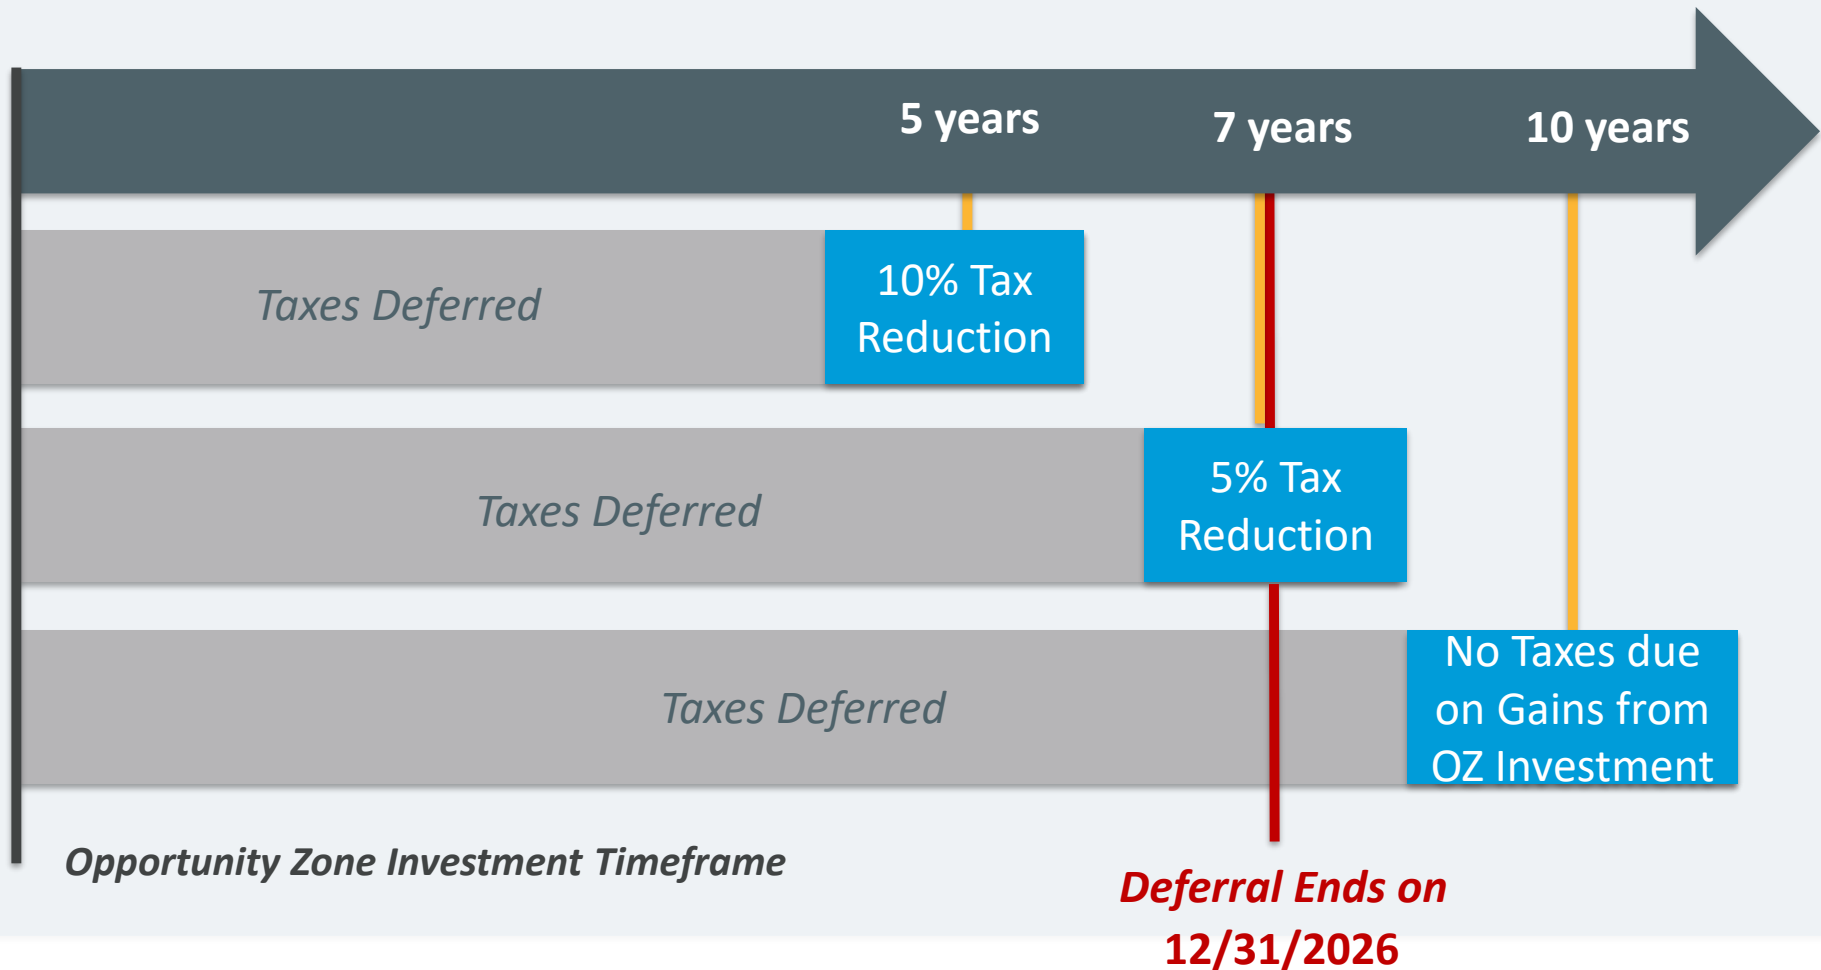 5 years
7 years
10 years
Taxes Deferred
10% Tax
Reduction
Taxes Deferred
5% Tax
Reduction
Taxes Deferred
No Taxes due
on Gains from
OZ Investment
Opportunity Zone Investment Timeframe
Deferral Ends on
12/31/2026